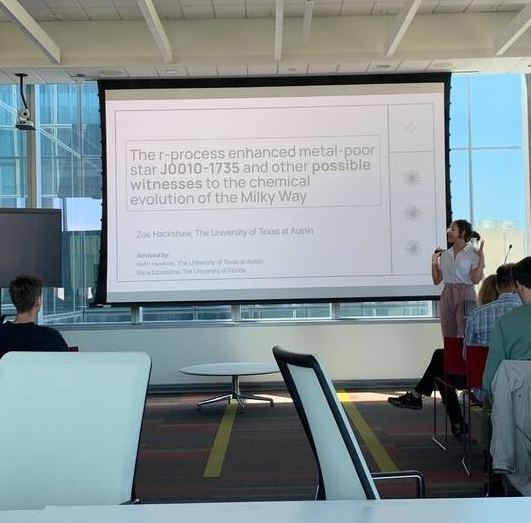 The r-process enhanced metal-poor
star J0010-1735 and other possible
witnesses to the chemical
evolution of the Milky Way
Zoe Hackshaw, The University of Texas at Austin
Advised by:
Keith Hawkins, The University of Texas at Austin
Rana Ezzeddine, The University of Florida